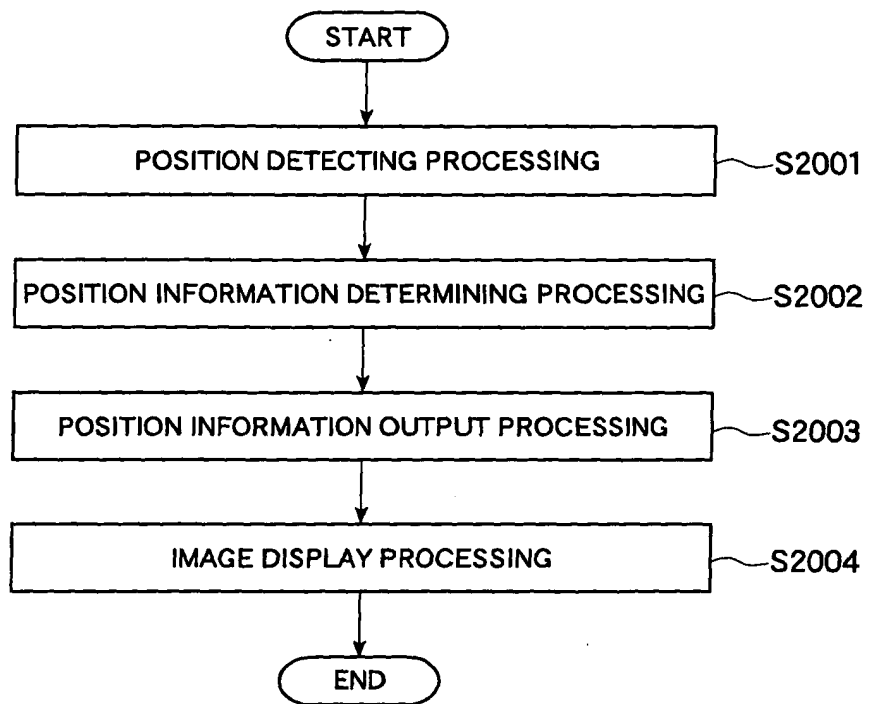 START
POSITION DETECTING PROCESSING S2001
POSITION INFORMATION DETERMINING PROCESSING S2002
POSITION INFORMATION OUTPUT PROCESSING S2003
IMAGE DISPLAY PROCESSING S2004
END